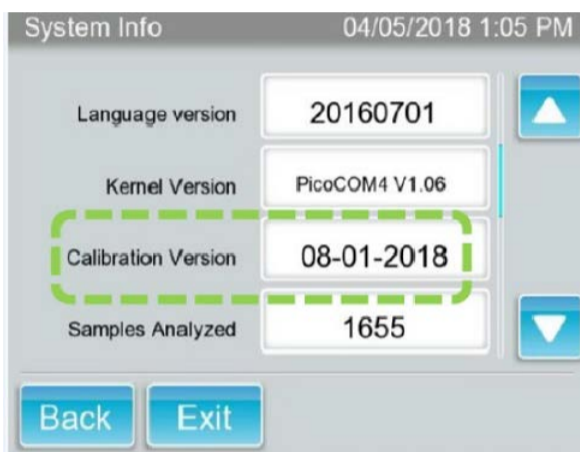 System Info 04/05/2018 1:05 PM
Language version 20160701
Kernel Version PicoCOM4 V1.06
Calibration Version 08-01-2018
Samples Analyzed 1655
Back Exit